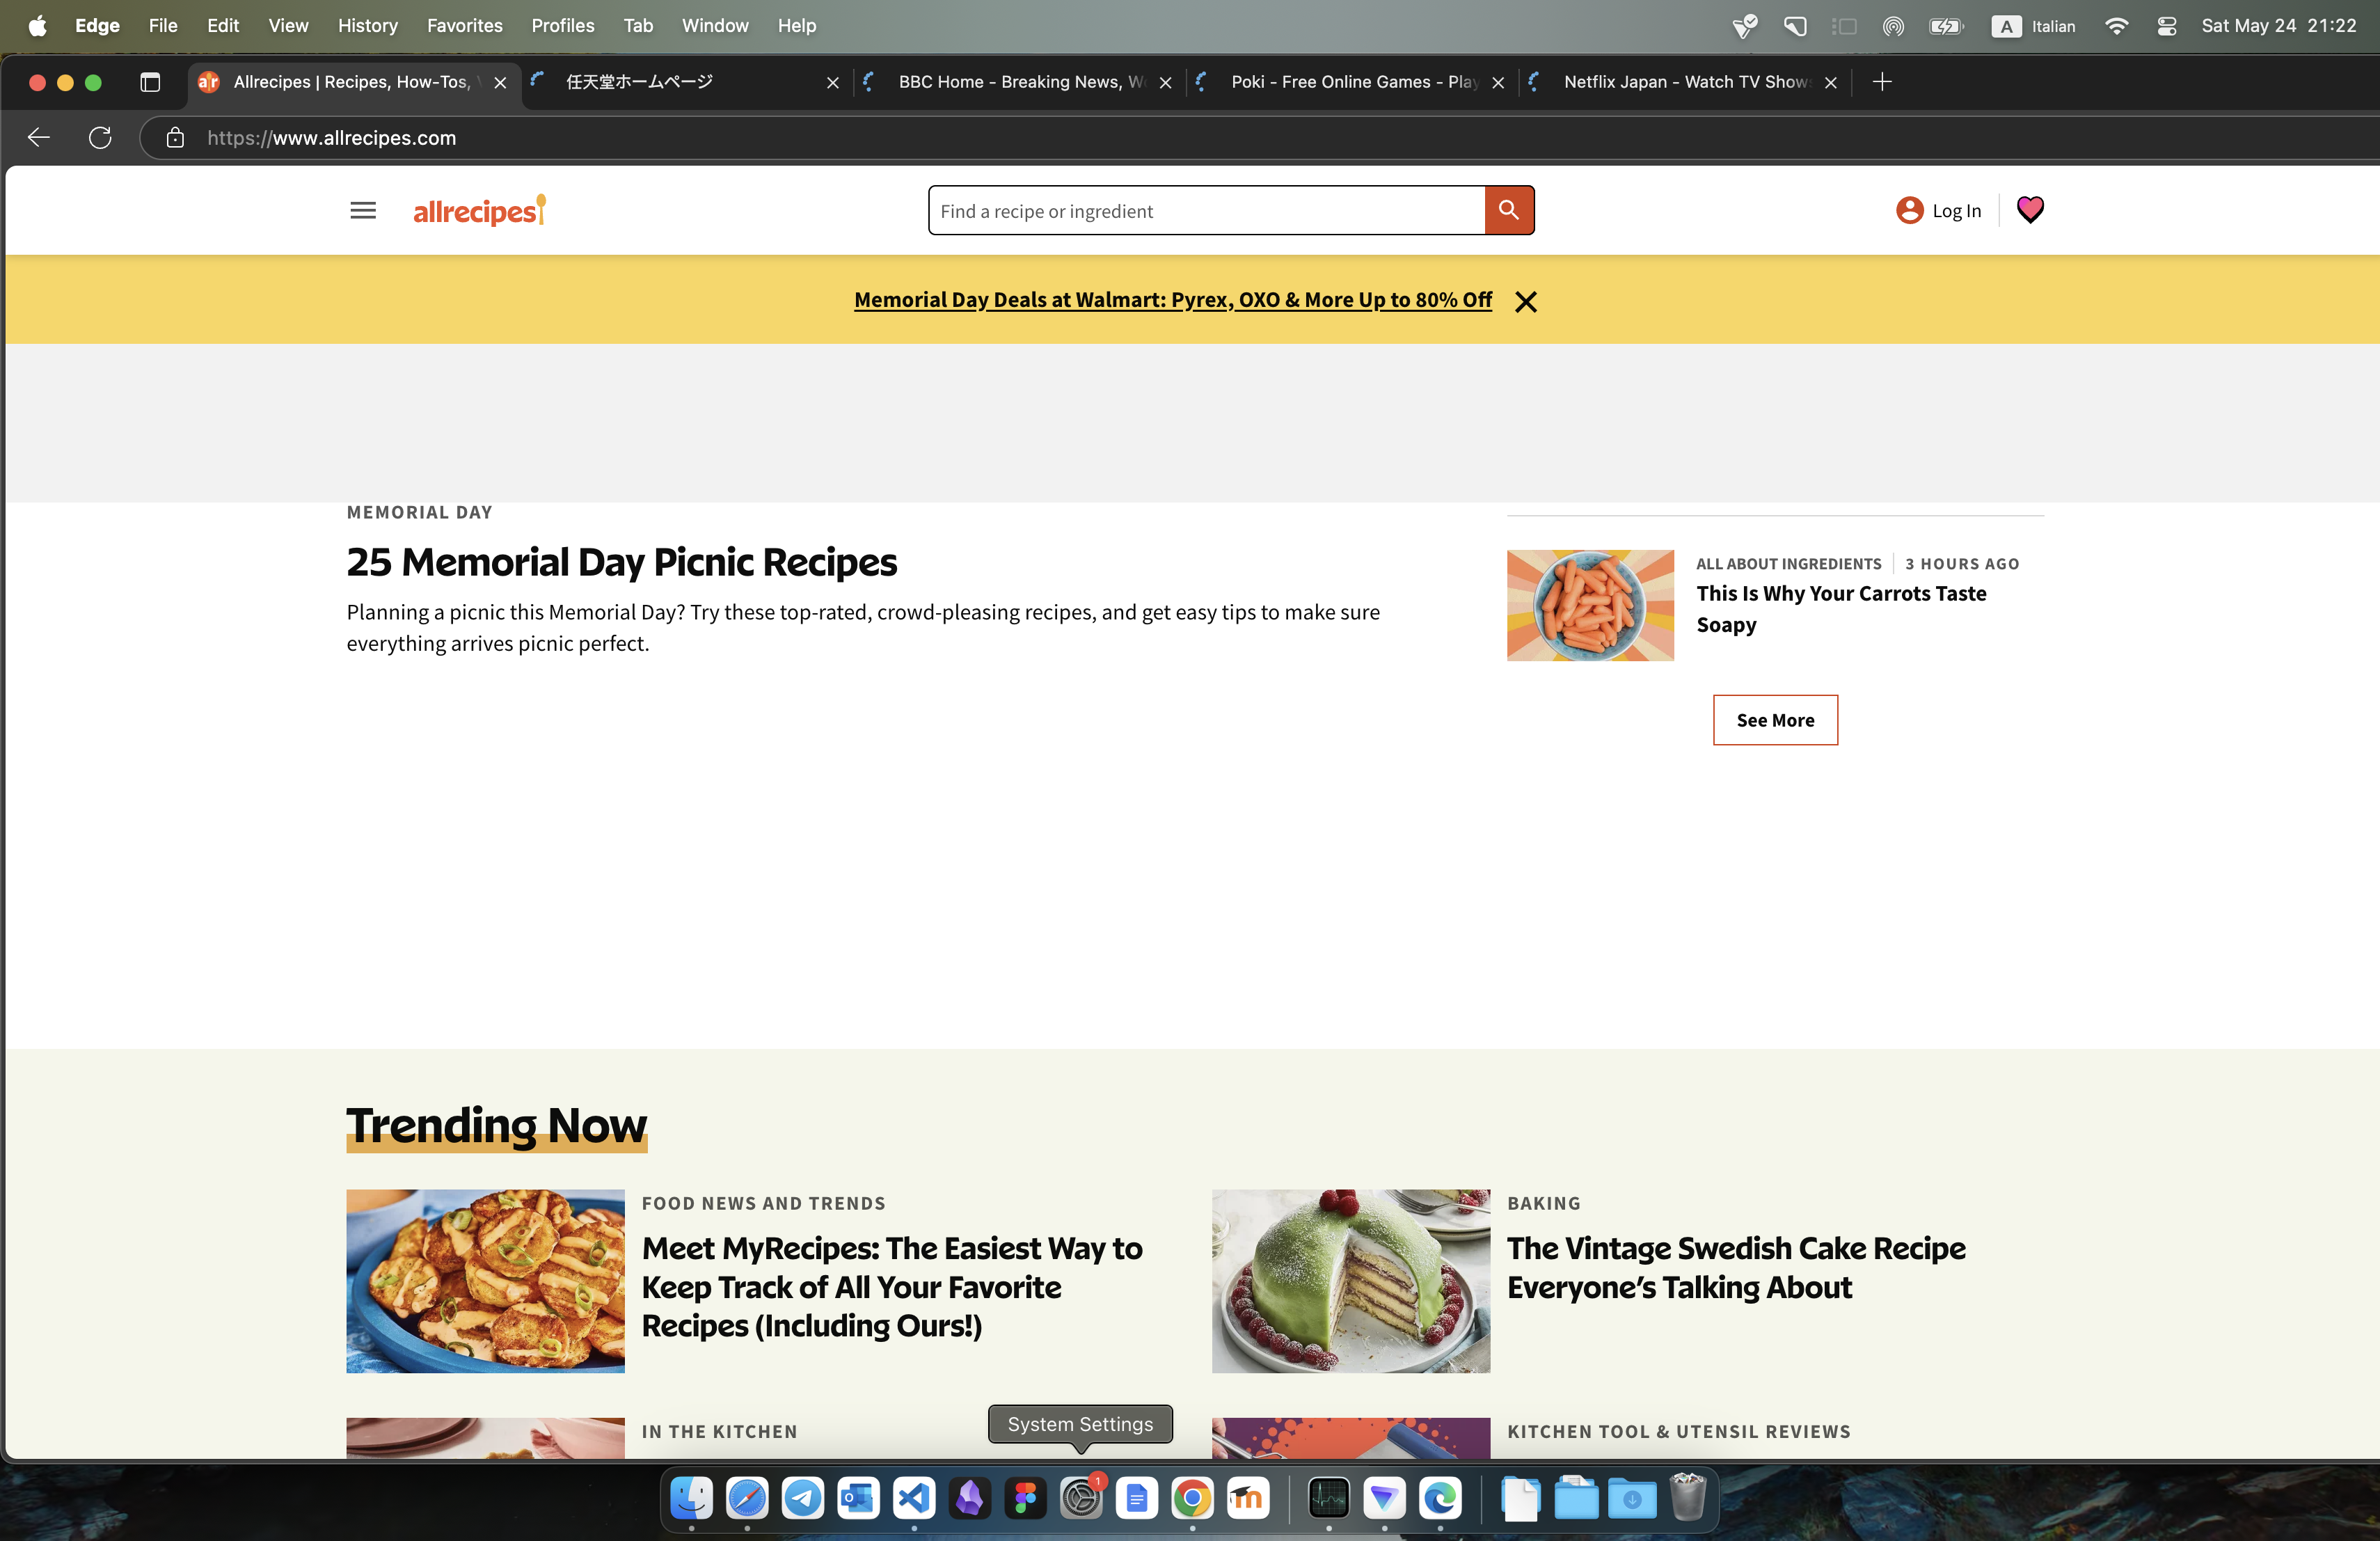 Edge File Edit View History Favorites Profiles Tab Window Help A Italian Sat May 24 21:22
Allrecipes | Recipes, How-Tos, 任天堂ホームページ BBC Home - Breaking News, Poki - Free Online Games - Play Netflix Japan - Watch TV Shows
https://www.allrecipes.com
allrecipes Find a recipe or ingredient Log In
Memorial Day Deals at Walmart: Pyrex, OXO & More Up to 80% Off
MEMORIAL DAY
25 Memorial Day Picnic Recipes
Planning a picnic this Memorial Day? Try these top-rated, crowd-pleasing recipes, and get easy tips to make sure
everything arrives picnic perfect.
ALL ABOUT INGREDIENTS 3 HOURS AGO
This Is Why Your Carrots Taste
Soapy
See More
Trending Now
FOOD NEWS AND TRENDS
Meet MyRecipes: The Easiest Way to
Keep Track of All Your Favorite
Recipes (Including Ours!)
BAKING
The Vintage Swedish Cake Recipe
Everyone's Talking About
IN THE KITCHEN
KITCHEN TOOL & UTENSIL REVIEWS
System Settings
1